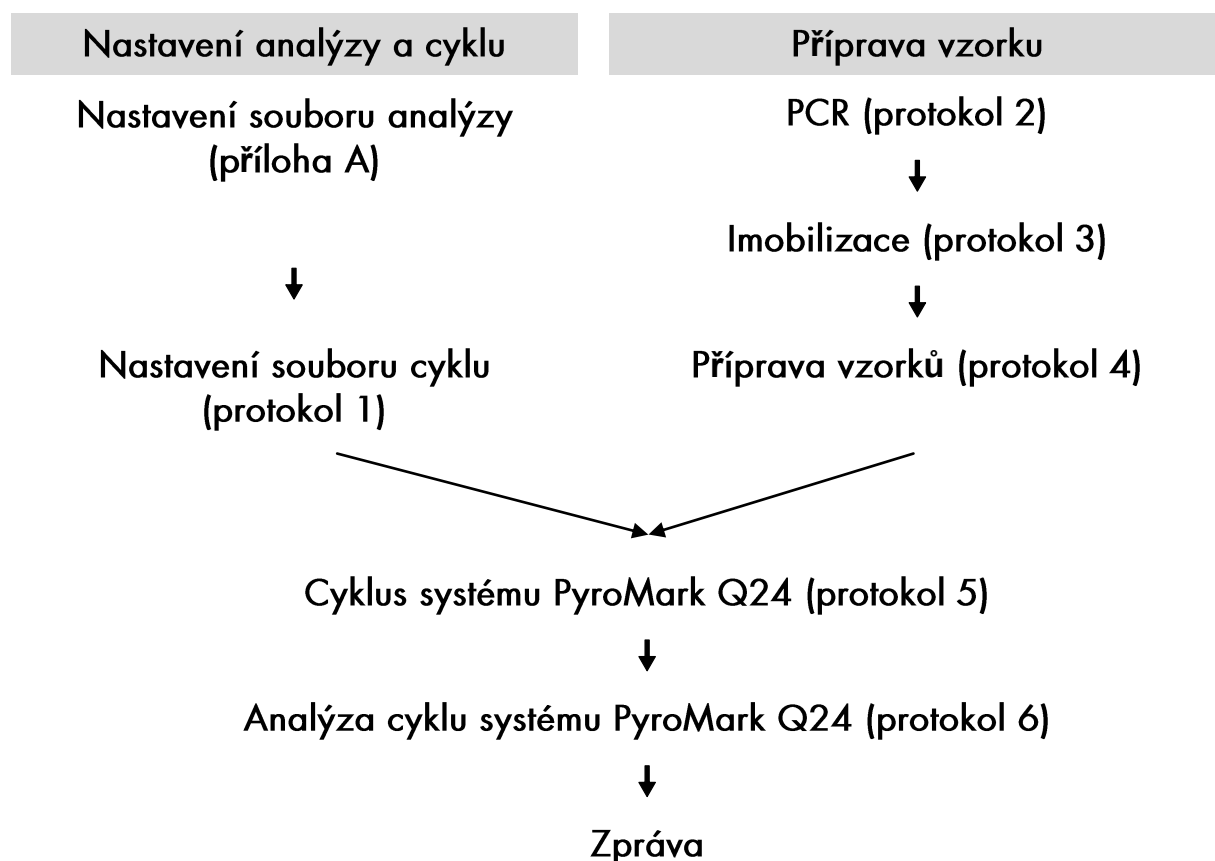 Nastavení analýzy a cyklu
Nastavení souboru analýzy
(příloha A)
Nastavení souboru cyklu
(protokol 1)
Příprava vzorku
PCR (protokol 2)
Imobilizace (protokol 3)
Příprava vzorků (protokol 4)
Cyklus systému PyroMark Q24 (protokol 5)
Analýza cyklu systému PyroMark Q24 (protokol 6)
Zpráva